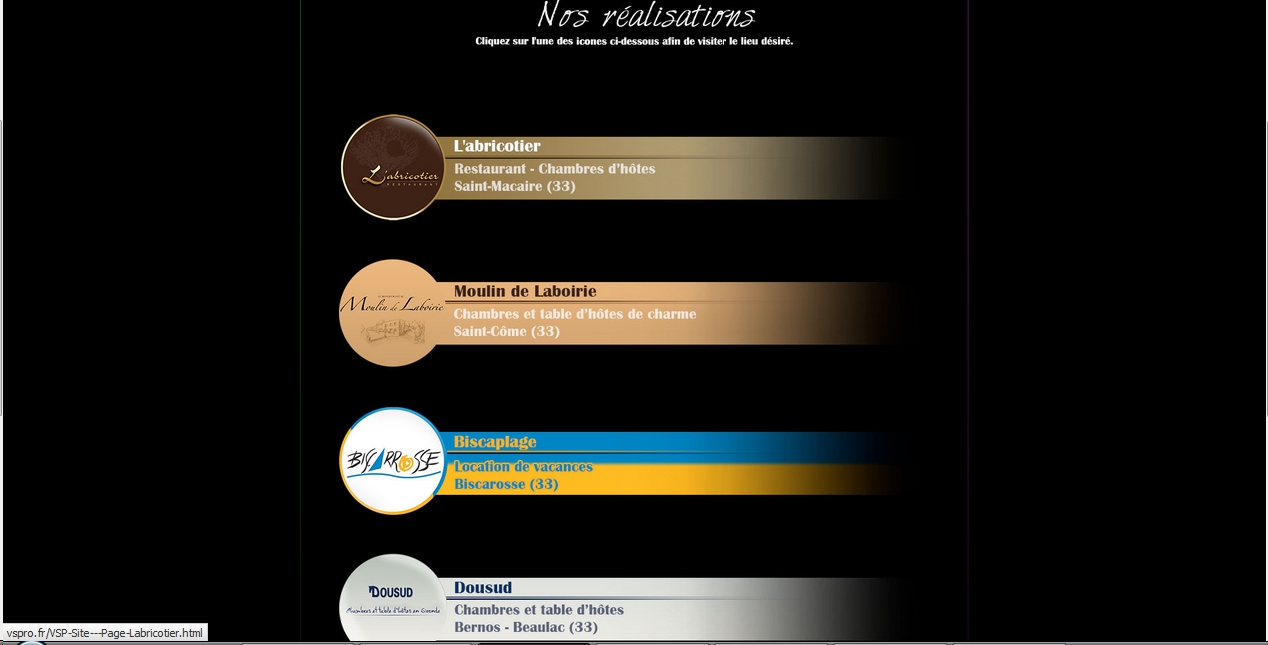 Nos réalisations
Cliquez sur l'une des icones ci-dessous afin de visiter le lieu désiré.
L'abricotier
RESTAURANT
L'abricotier
Restaurant - Chambres d'hôtes
Saint-Macaire (33)
Moulin de Laboirie
Moulin de Laboirie
Chambres et table d'hôtes de charme
Saint-Côme (33)
BISCARROSSE
Biscaplage
Location de vacances
Biscarosse (33)
DOUSUD
Chambres et table d'hôtes en Gironde
Dousud
Chambres et table d'hôtes
Bernos - Beaulac (33)
vspro.fr/VSP-Site---Page-Labricotier.html